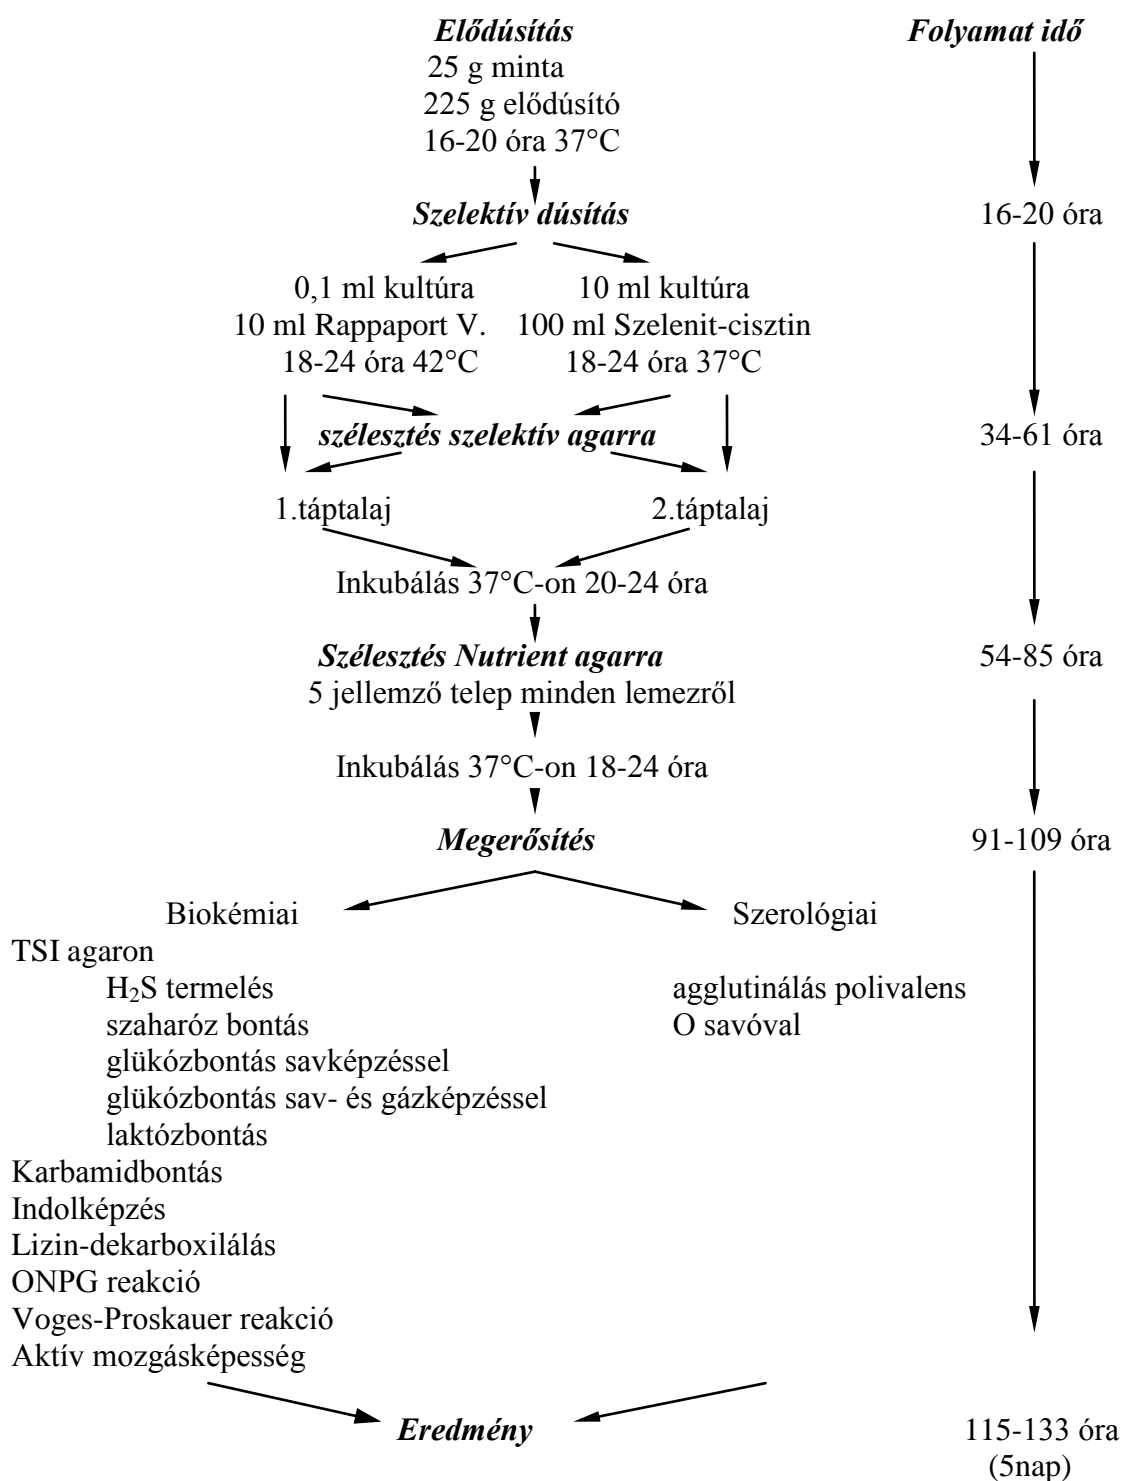 Elődúsítás
Folyamat idő
25 g minta
225 g elődúsító
16-20 óra 37°C
Szelektív dúsítás
16-20 óra
0,1 ml kultúra
10 ml kultúra
10 ml Rappaport V.
100 ml Szelenit-cisztin
18-24 óra 42°C
18-24 óra 37°C
szélesztés szelektív agarra
34-61 óra
1.táptalaj
2.táptalaj
Inkubálás 37°C-on 20-24 óra
Szélesztés Nutrient agarra
54-85 óra
5 jellemző telep minden lemezről
Inkubálás 37°C-on 18-24 óra
Megerősítés
91-109 óra
Biokémiai
Szerológiai
TSI agaron
H₂S termelés
agglutinálás polivalens
szaharóz bontás
O savóval
glükózbontás savképzéssel
glükózbontás sav- és gázképzéssel
laktózbontás
Karbamidbontás
Indolképzés
Lizin-dekarboxilálás
ONPG reakció
Voges-Proskauer reakció
Aktív mozgásképesség
Eredmény
115-133 óra
(5nap)